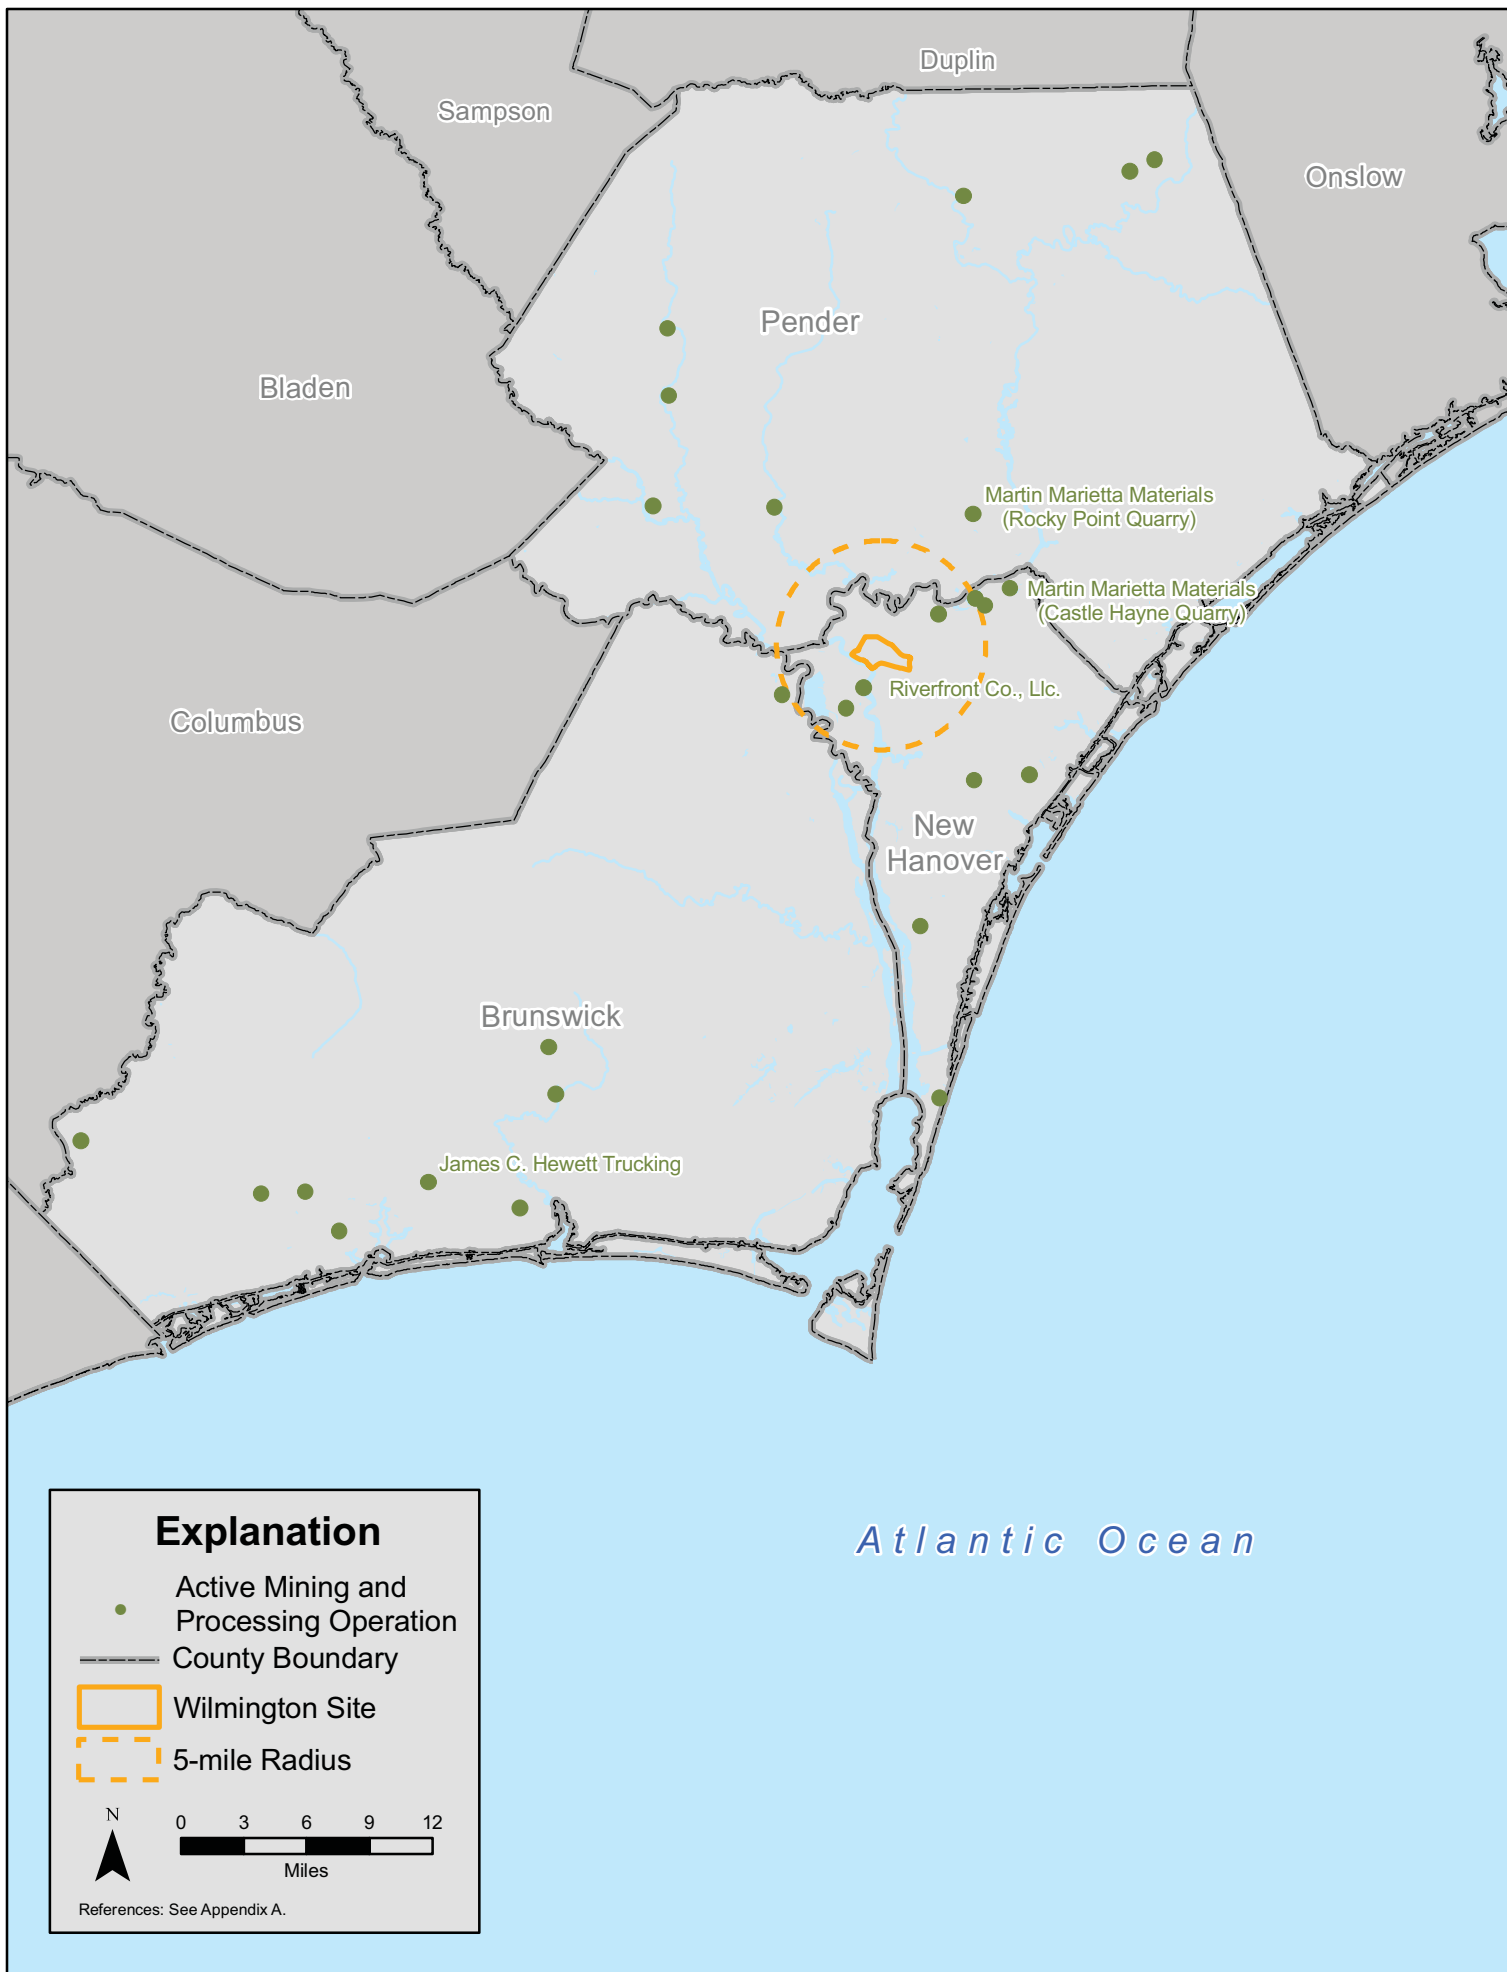 Duplin
Sampson
Onslow
Pender
Bladen
Martin Marietta Materials
(Rocky Point Quarry)
Martin Marietta Materials
(Castle Hayne Quarry)
Riverfront Co., Llc.
Columbus
New
Hanover
Brunswick
James C. Hewett Trucking
Atlantic Ocean
Explanation
Active Mining and
Processing Operation
County Boundary
Wilmington Site
5-mile Radius
N
0 3 6 9 12
Miles
References: See Appendix A.